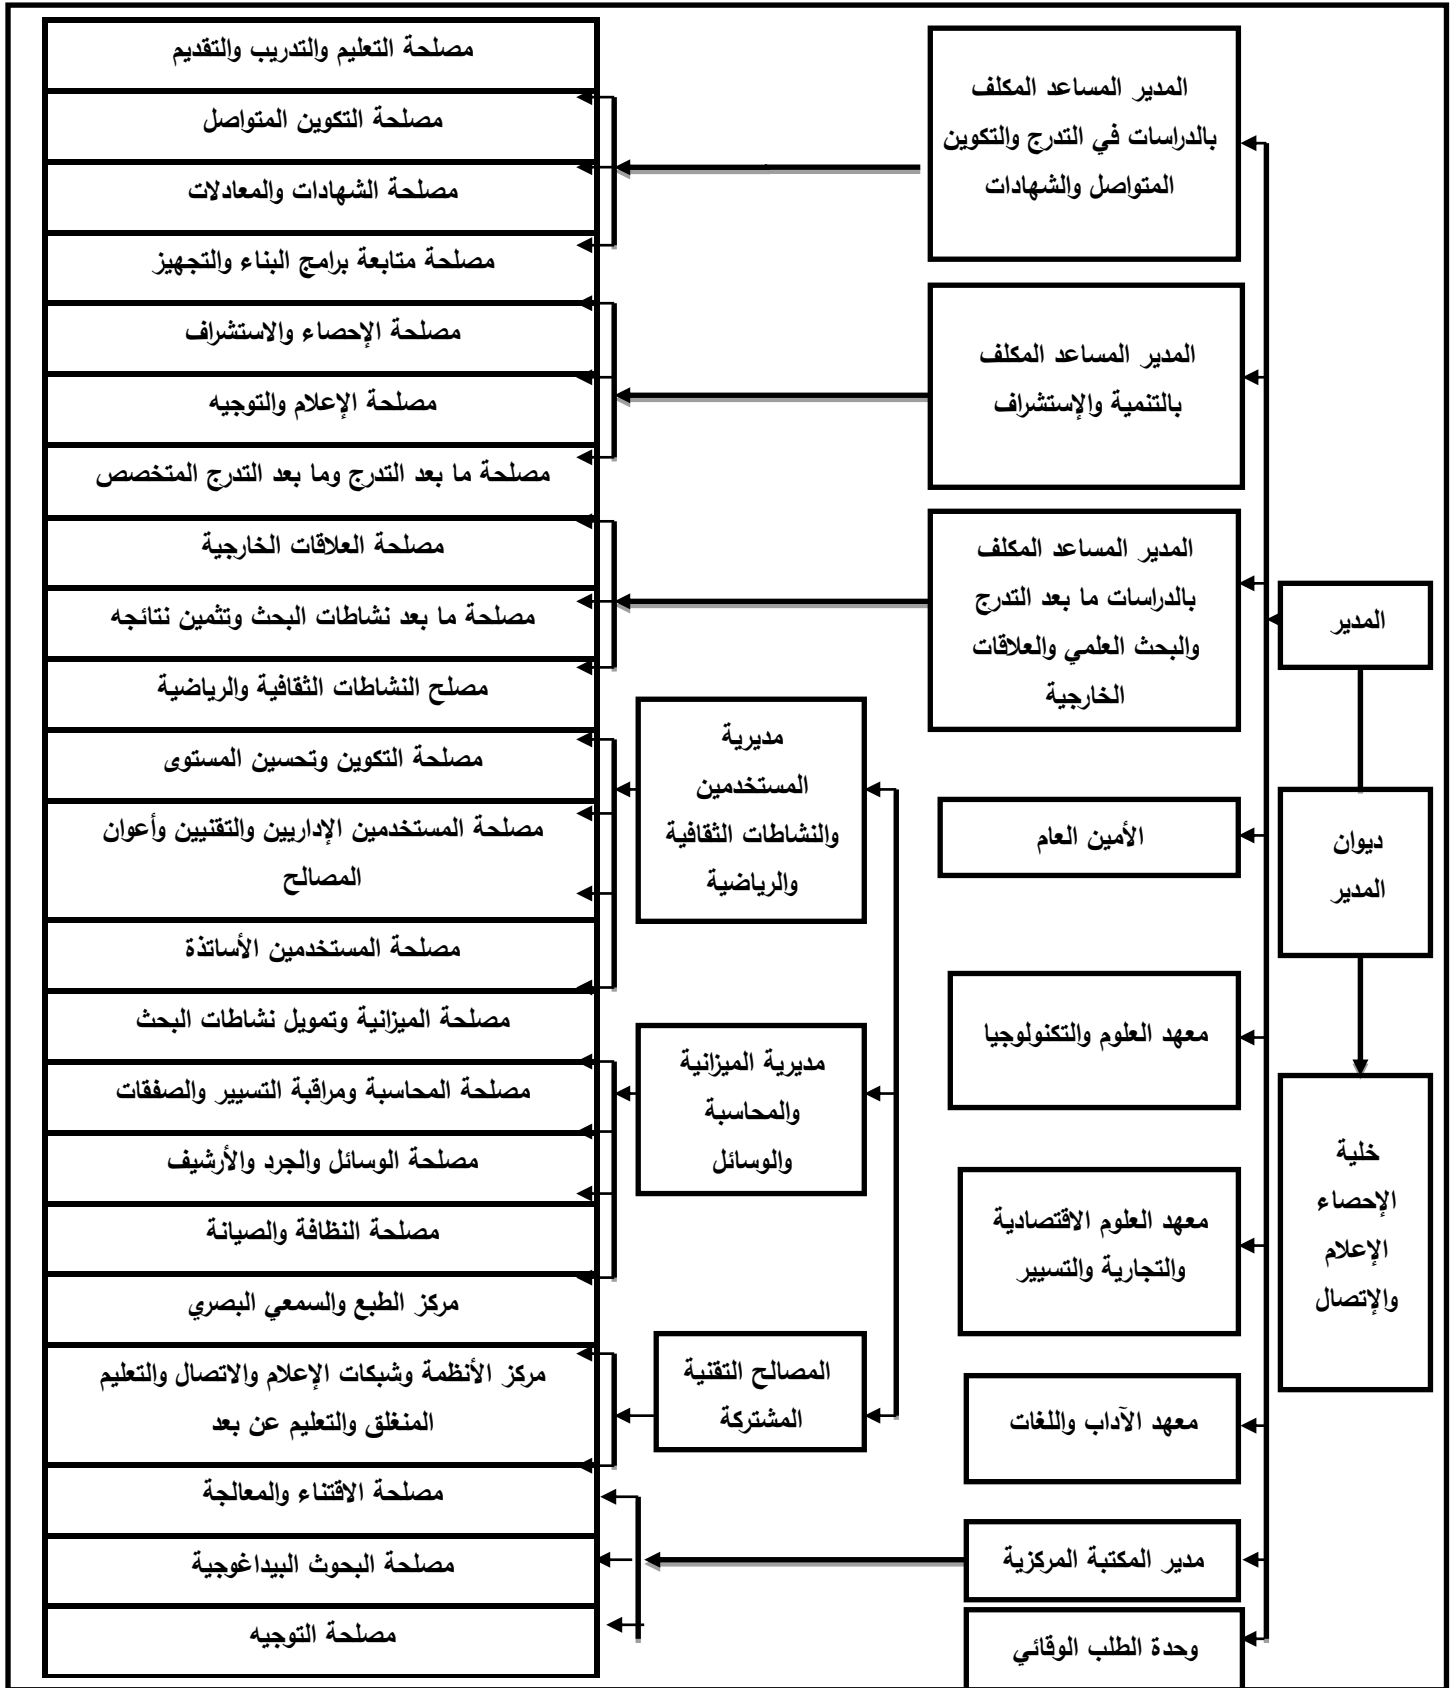 المدير
ديوان
المدير
خلية
الإحصاء
الإعلام
والإتصال
المدير المساعد المكلف
بالدراسات في التدرج والتكوين
المتواصل والشهادات
المدير المساعد المكلف
بالتنمية والإستشراف
المدير المساعد المكلف
بالدراسات ما بعد التدرج
والبحث العلمي والعلاقات
الخارجية
الأمين العام
معهد العلوم والتكنولوجيا
معهد العلوم الاقتصادية
والتجارية والتسيير
معهد الآداب واللغات
مدير المكتبة المركزية
وحدة الطلب الوقائي
مديرية
المستخدمين
والنشاطات الثقافية
والرياضية
مديرية الميزانية
والمحاسبة
والوسائل
المصالح التقنية
المشتركة
مصلحة التعليم والتدريب والتقديم
مصلحة التكوين المتواصل
مصلحة الشهادات والمعادلات
مصلحة متابعة برامج البناء والتجهيز
مصلحة الإحصاء والاستشراف
مصلحة الإعلام والتوجيه
مصلحة ما بعد التدرج وما بعد التدرج المتخصص
مصلحة العلاقات الخارجية
مصلحة ما بعد نشاطات البحث وتثمين نتائجه
مصلح النشاطات الثقافية والرياضية
مصلحة التكوين وتحسين المستوى
مصلحة المستخدمين الإداريين والتقنيين وأعوان
المصالح
مصلحة المستخدمين الأساتذة
مصلحة الميزانية وتمويل نشاطات البحث
مصلحة المحاسبة ومراقبة التسيير والصفقات
مصلحة الوسائل والجرد والأرشيف
مصلحة النظافة والصيانة
مركز الطبع والسمعي البصري
مركز الأنظمة وشبكات الإعلام والاتصال والتعليم
المنغلق والتعليم عن بعد
مصلحة الاقتناء والمعالجة
مصلحة البحوث البيداغوجية
مصلحة التوجيه